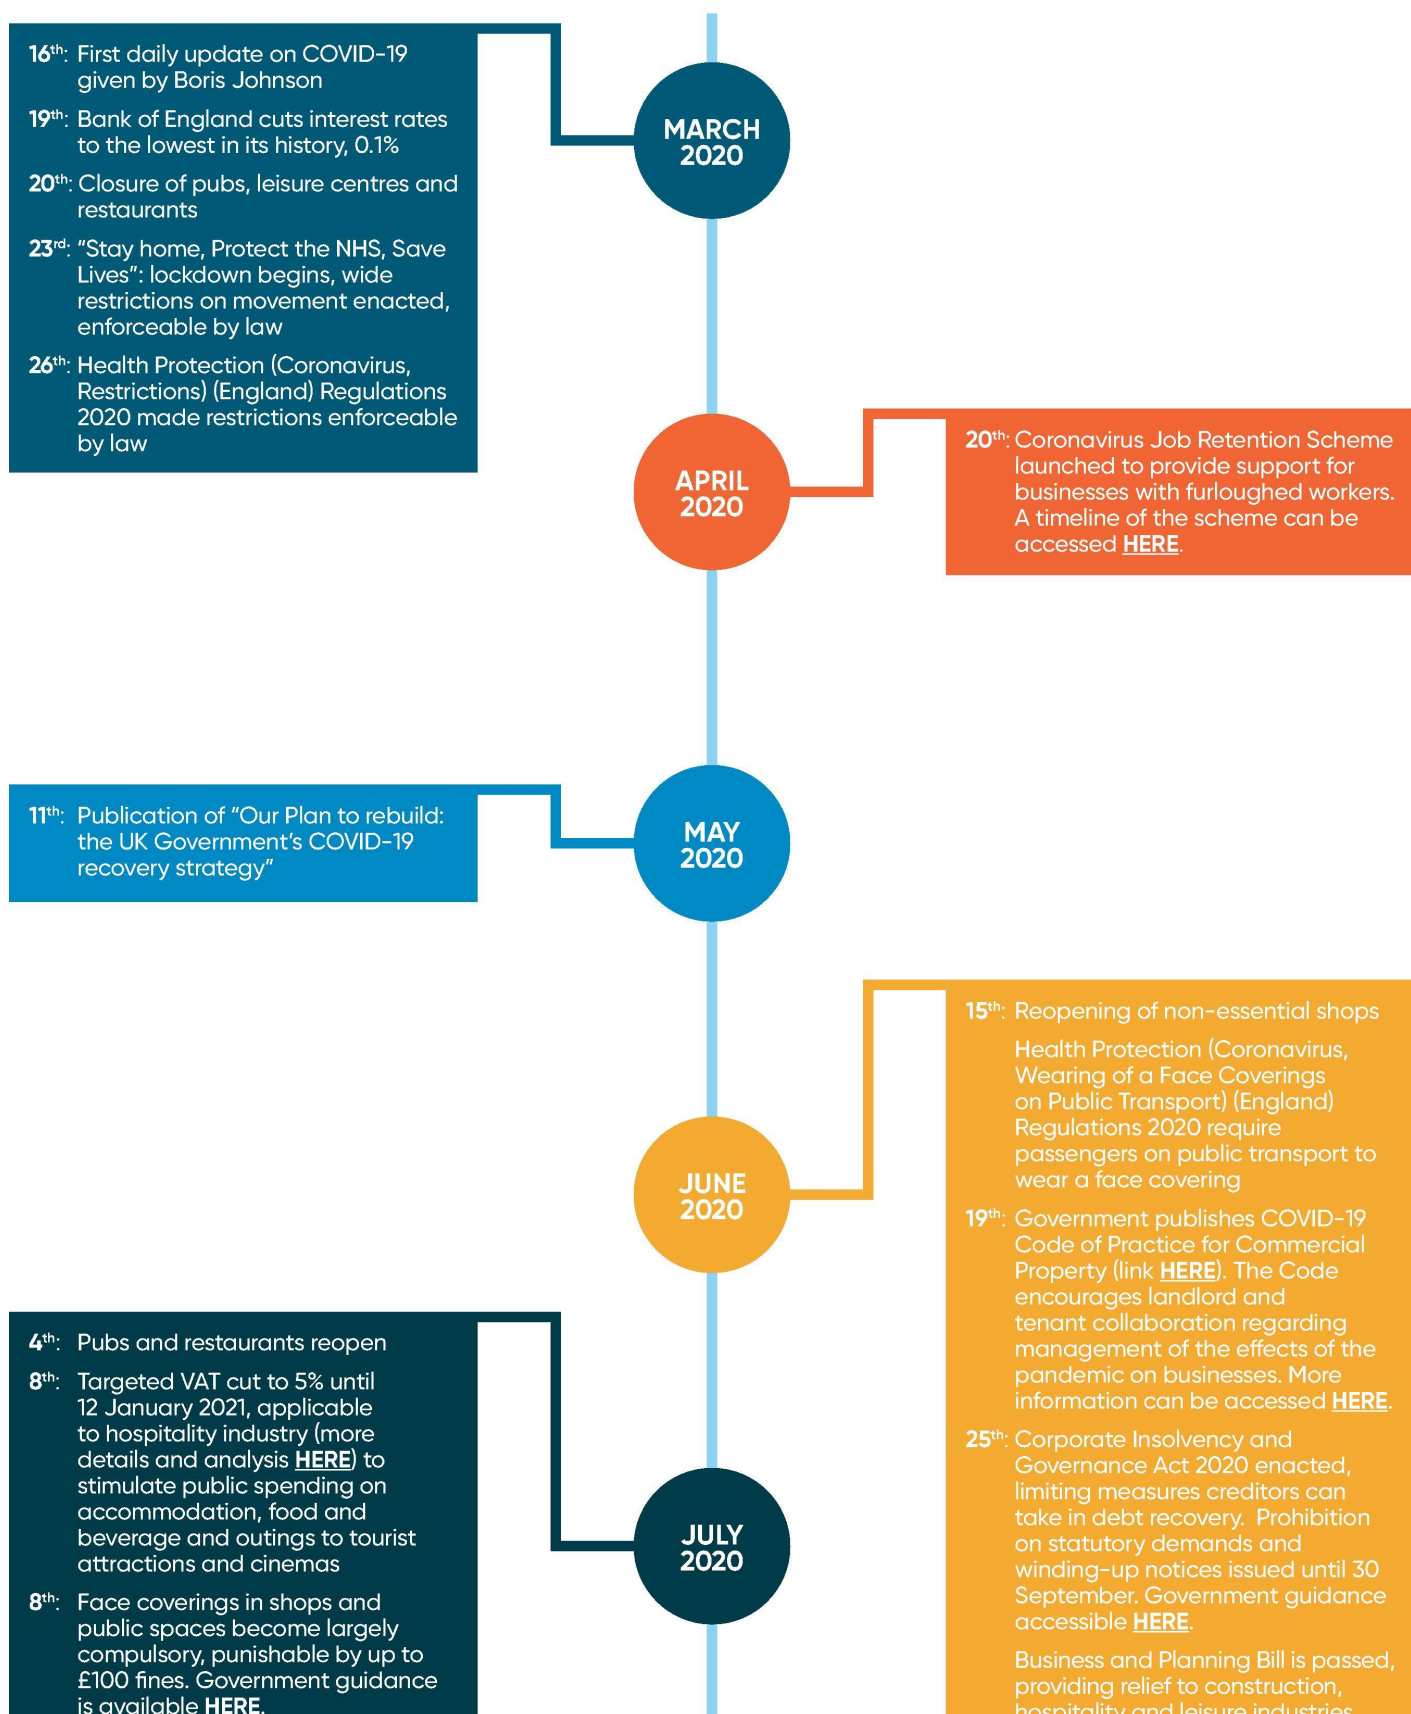 16th: First daily update on COVID-19
given by Boris Johnson
19th: Bank of England cuts interest rates
to the lowest in its history, 0.1%
20th: Closure of pubs, leisure centres and
restaurants
23rd: “Stay home, Protect the NHS, Save
Lives”: lockdown begins, wide
restrictions on movement enacted,
enforceable by law
26th: Health Protection (Coronavirus,
Restrictions) (England) Regulations
2020 made restrictions enforceable
by law
MARCH
2020
APRIL
2020
20th: Coronavirus Job Retention Scheme
launched to provide support for
businesses with furloughed workers.
A timeline of the scheme can be
accessed HERE.
11th: Publication of “Our Plan to rebuild:
the UK Government’s COVID-19
recovery strategy”
MAY
2020
JUNE
2020
15th: Reopening of non-essential shops
Health Protection (Coronavirus,
Wearing of a Face Coverings
on Public Transport) (England)
Regulations 2020 require
passengers on public transport to
wear a face covering
19th: Government publishes COVID-19
Code of Practice for Commercial
Property (link HERE). The Code
encourages landlord and
tenant collaboration regarding
management of the effects of the
pandemic on businesses. More
information can be accessed HERE.
25th: Corporate Insolvency and
Governance Act 2020 enacted,
limiting measures creditors can
take in debt recovery. Prohibition
on statutory demands and
winding-up notices issued until 30
September. Government guidance
accessible HERE.
Business and Planning Bill is passed,
providing relief to construction,
hospitality and leisure industries
4th: Pubs and restaurants reopen
8th: Targeted VAT cut to 5% until
12 January 2021, applicable
to hospitality industry (more
details and analysis HERE) to
stimulate public spending on
accommodation, food and
beverage and outings to tourist
attractions and cinemas
8th: Face coverings in shops and
public spaces become largely
compulsory, punishable by up to
£100 fines. Government guidance
is available HERE.
JULY
2020